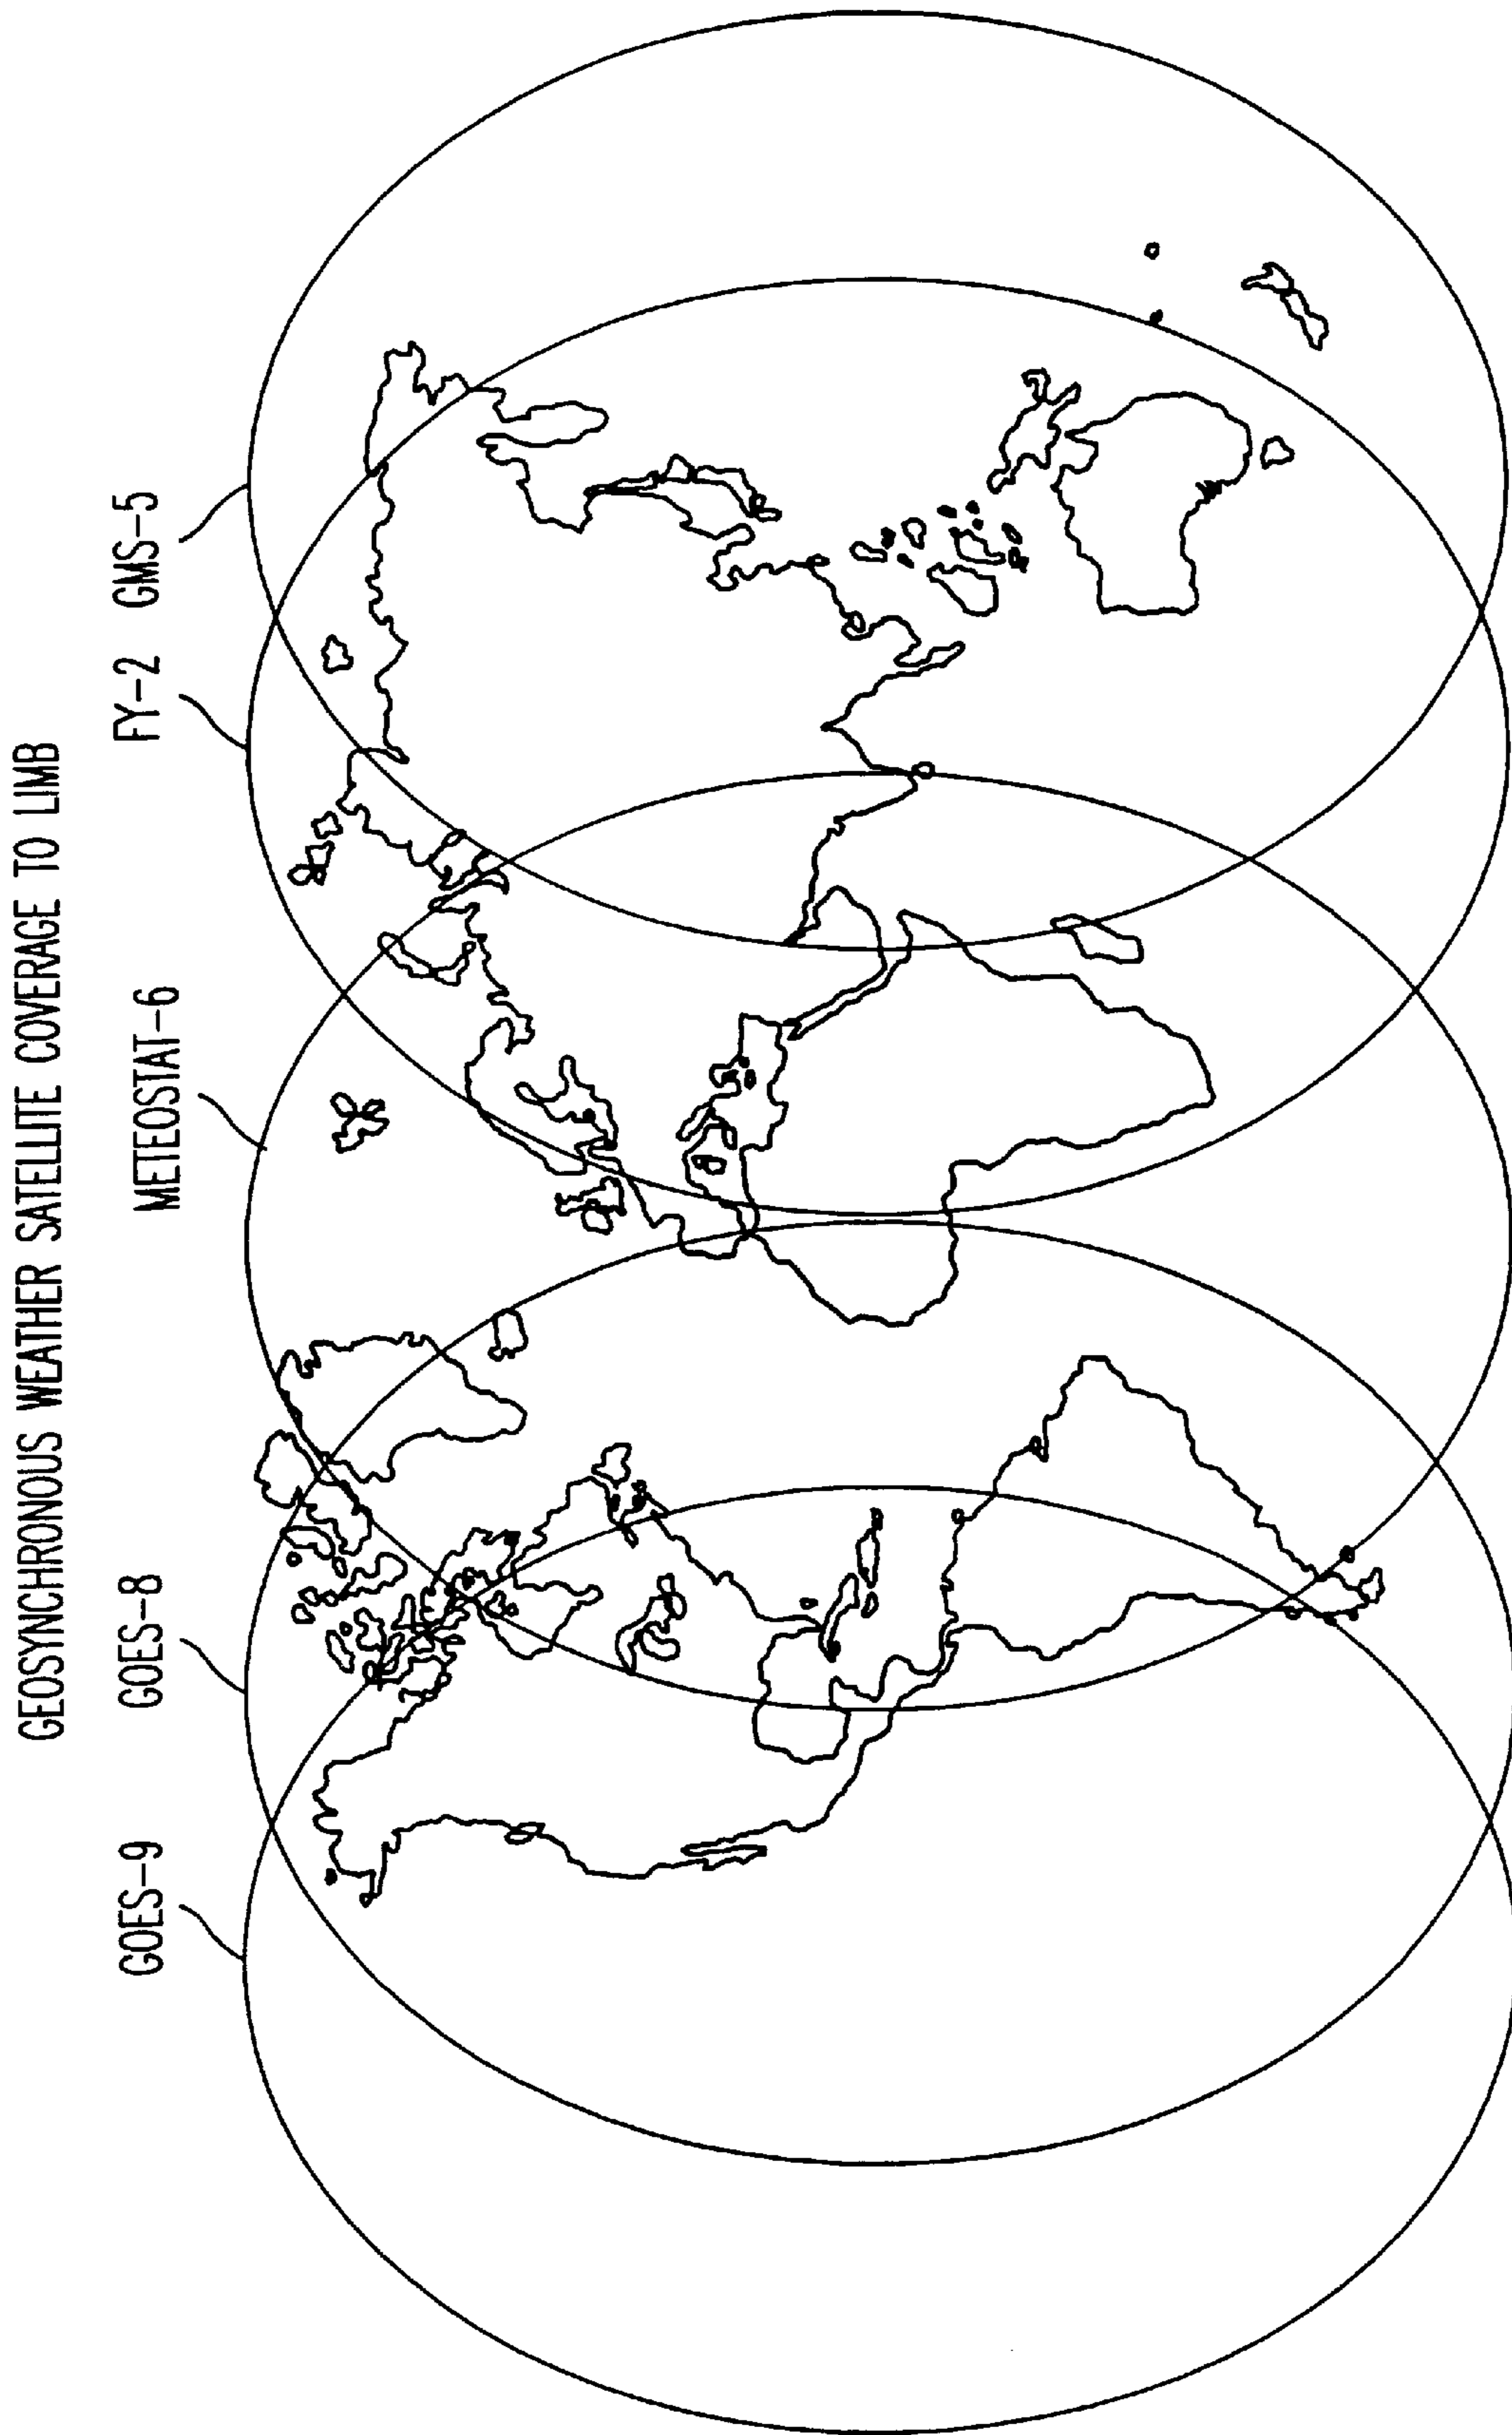 GEOSYNCHRONOUS WEATHER SATELLITE COVERAGE TO LIMB
GOES-9
GOES-8
METEOSTAT-6
FY-2
GMS-5